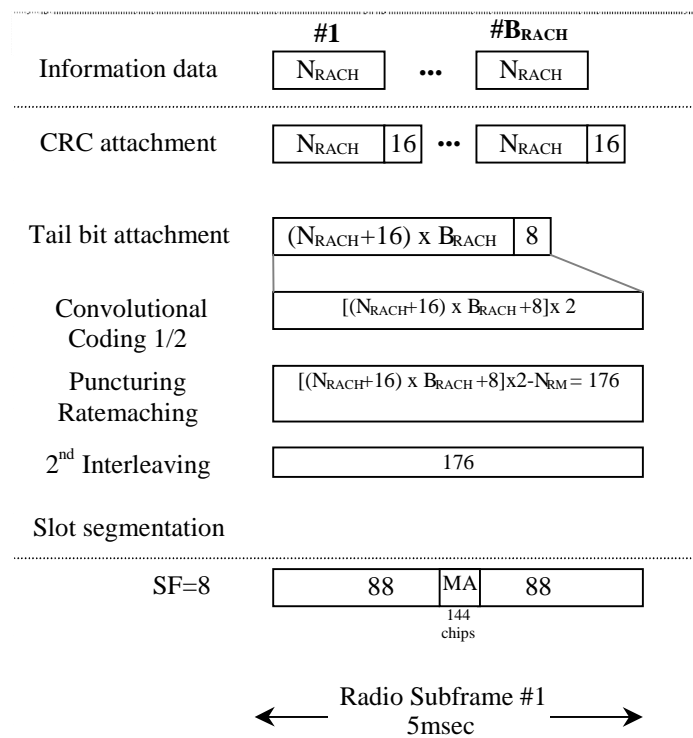 #1 #BRACH
Information data NRACH ••• NRACH
CRC attachment NRACH 16 ••• NRACH 16
Tail bit attachment (NRACH+16) x BRACH 8
Convolutional
Coding 1/2
[(NRACH+16) x BRACH+8]x 2
Puncturing
Ratemaching
[(NRACH+16) x BRACH+8]x2-NRM = 176
2nd Interleaving 176
Slot segmentation
SF=8 88 MA 88
144
chips
Radio Subframe #1
5msec